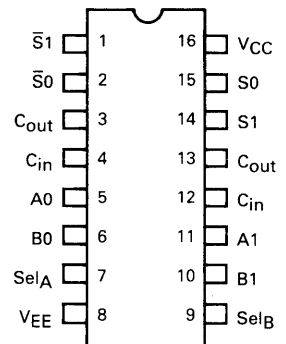 S̅1 1 16 VCC
S̅0 2 15 S0
Cout 3 14 S1
Cin 4 13 Cout
A0 5 12 Cin
B0 6 11 A1
SelA 7 10 B1
VEE 8 9 SelB